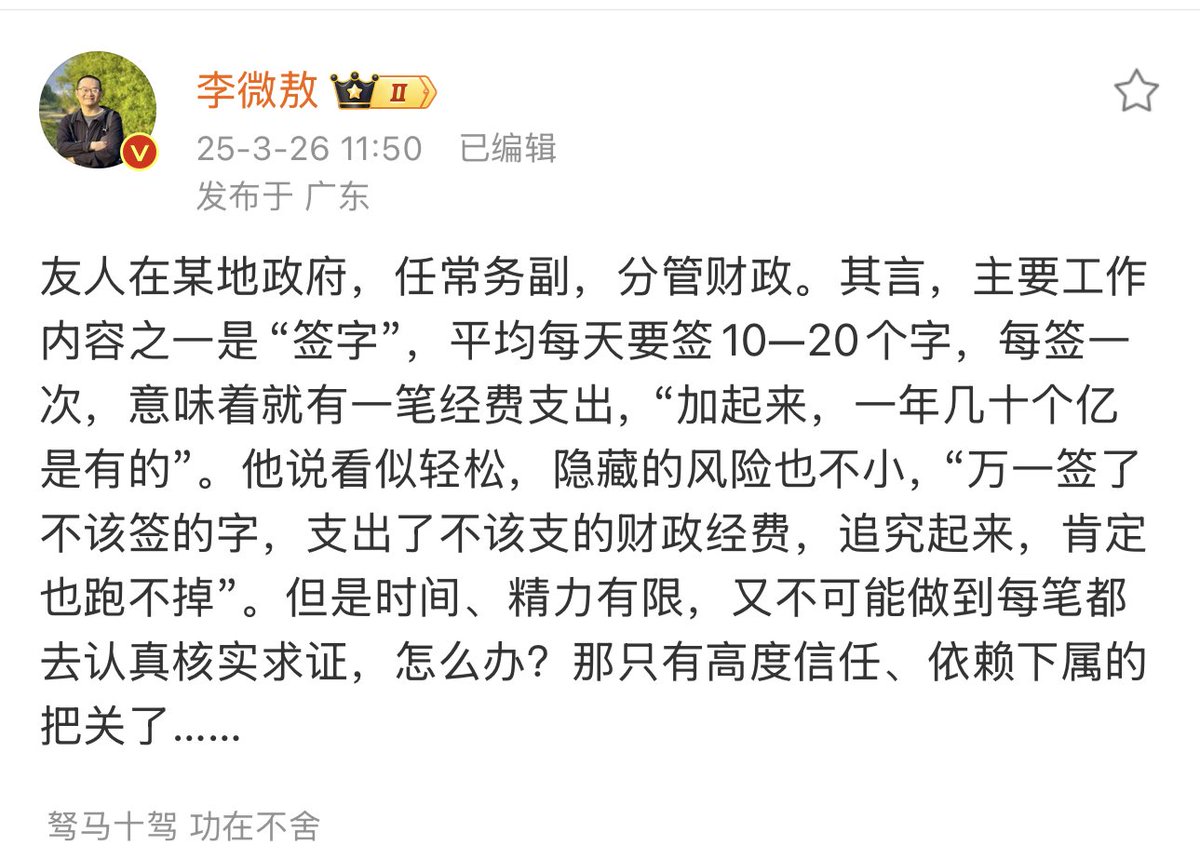 李微敖 II
25-3-26 11:50 已编辑
发布于 广东
友人在某地政府，任常务副，分管财政。其言，主要工作
内容之一是“签字”，平均每天要签10—20个字，每签一
次，意味着就有一笔经费支出，“加起来，一年几十个亿
是有的”。他说看似轻松，隐藏的风险也不小，“万一签了
不该签的字，支出了不该支的财政经费，追究起来，肯定
也跑不掉”。但是时间、精力有限，又不可能做到每笔都
去认真核实求证，怎么办？那只有高度信任、依赖下属的
把关了……
驽马十驾 功在不舍